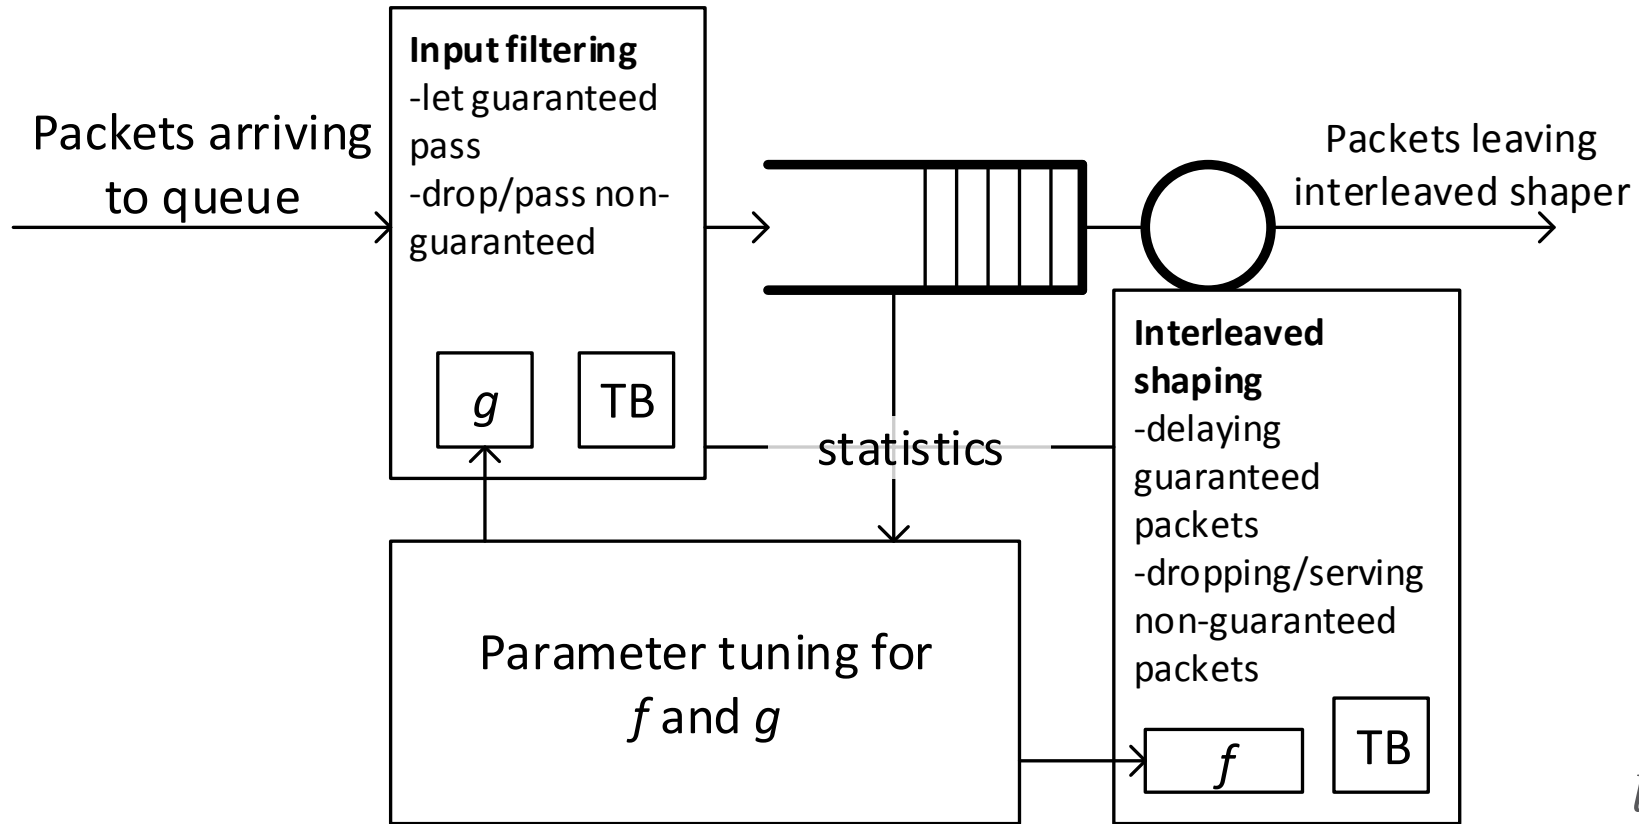 Packets arriving
to queue
Input filtering
-let guaranteed
pass
-drop/pass non-
guaranteed
g
TB
Packets leaving
interleaved shaper
statistics
Interleaved
shaping
-delaying
guaranteed
packets
-dropping/serving
non-guaranteed
packets
f
TB
Parameter tuning for
f and g